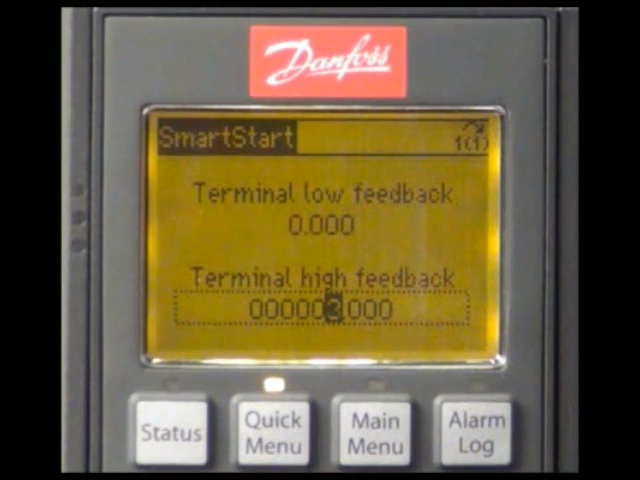 Danfoss
SmartStart
1(1)
Terminal low feedback
0.000
Terminal high feedback
000003.000
Status
Quick Menu
Main Menu
Alarm Log